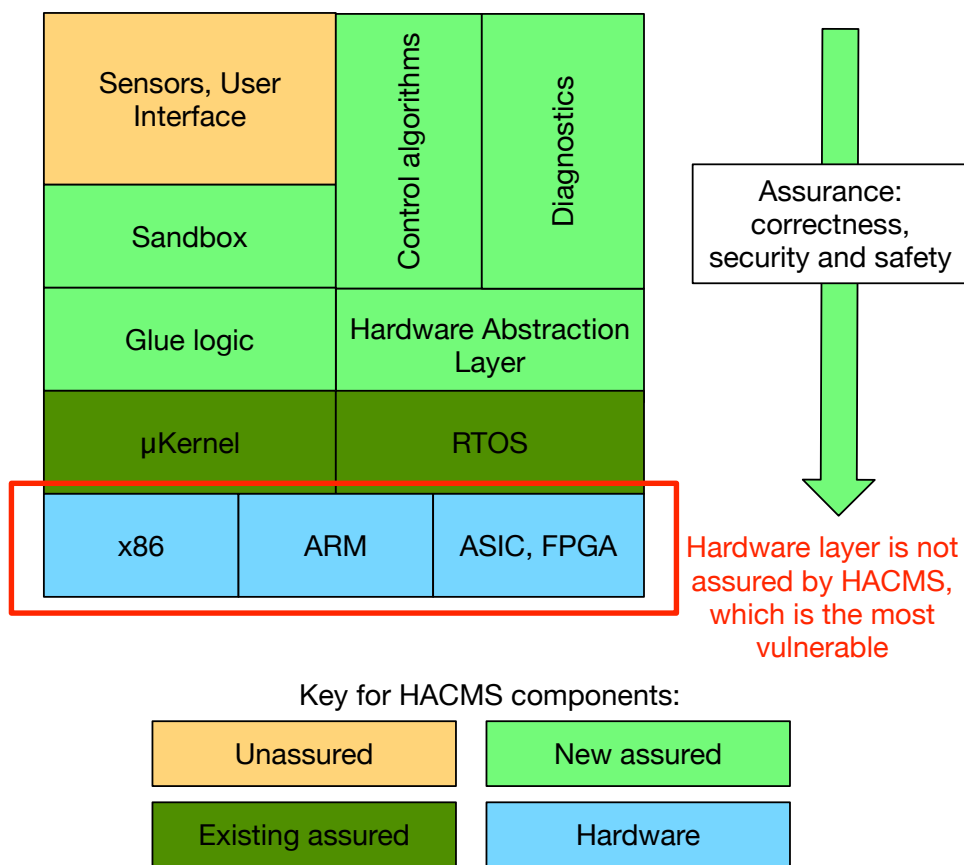 Sensors, User
Interface
Control algorithms
Diagnostics
Sandbox
Glue logic
Hardware Abstraction
Layer
µKernel
RTOS
x86
ARM
ASIC, FPGA
Assurance:
correctness,
security and safety
Hardware layer is not
assured by HACMS,
which is the most
vulnerable
Key for HACMS components:
Unassured
New assured
Existing assured
Hardware